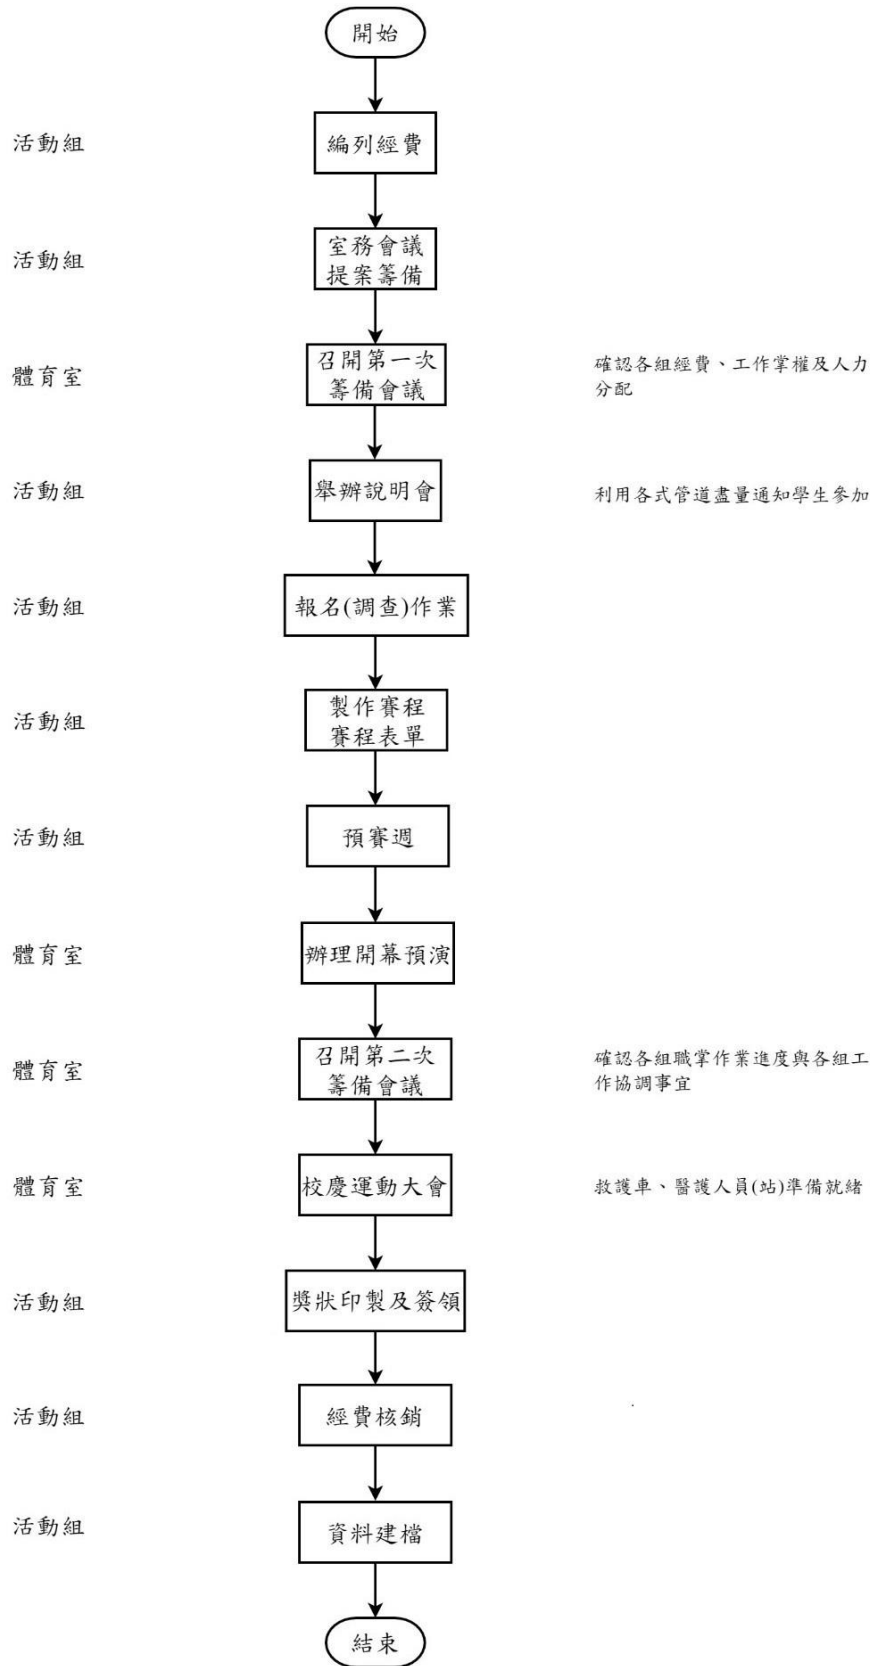 開始
活動組
編列經費
活動組
室務會議
提案籌備
體育室
召開第一次
籌備會議
確認各組經費、工作掌權及人力
分配
活動組
舉辦說明會
利用各式管道盡量通知學生參加
活動組
報名(調查)作業
活動組
製作賽程
賽程表單
活動組
預賽週
體育室
辦理開幕預演
體育室
召開第二次
籌備會議
確認各組職掌作業進度與各組工
作協調事宜
體育室
校慶運動大會
救護車、醫護人員(站)準備就緒
活動組
獎狀印製及簽領
活動組
經費核銷
活動組
資料建檔
結束